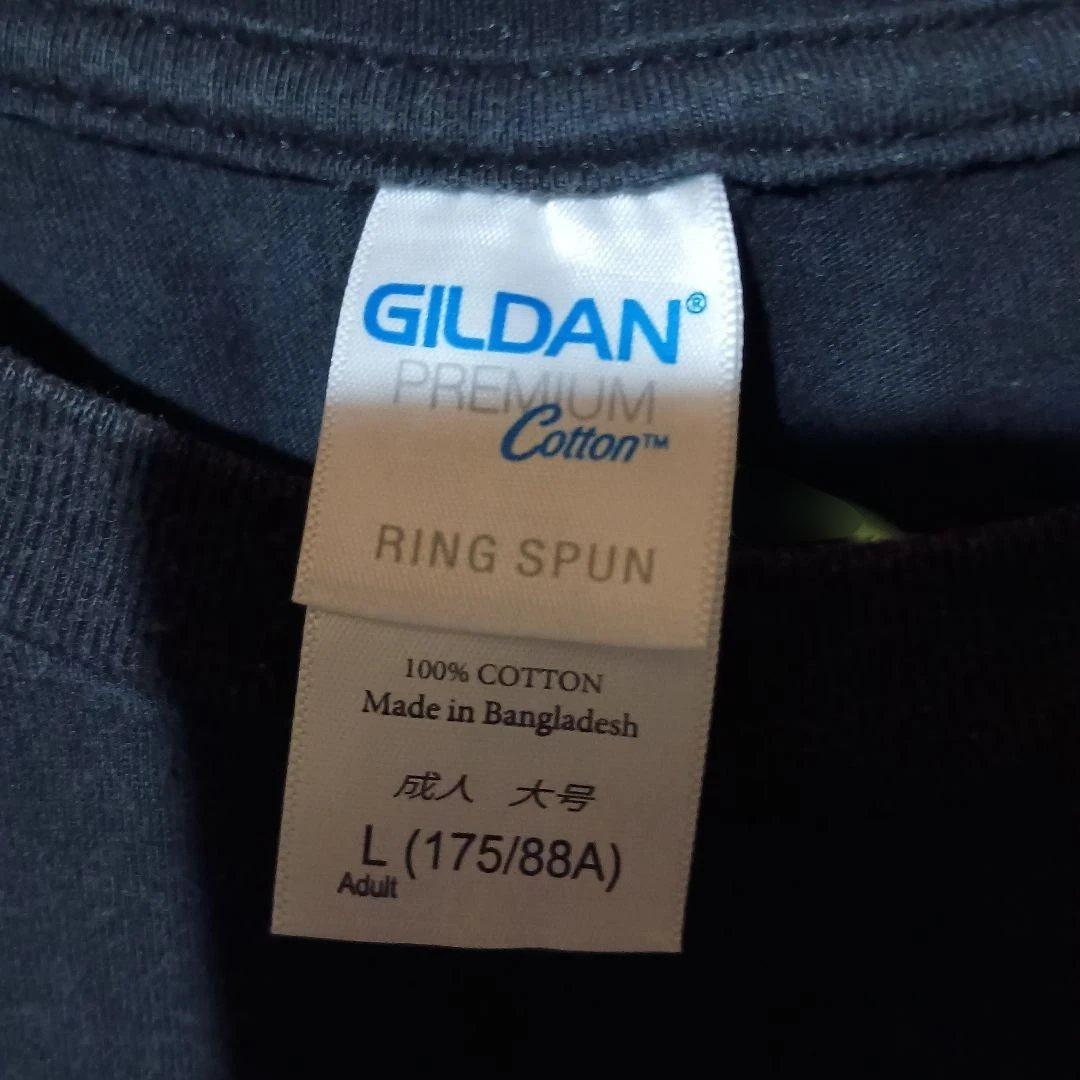 GILDAN®
PREMIUM
Cotton™
RING SPUN
100% COTTON
Made in Bangladesh
成人 大号
L (175/88A)
Adult